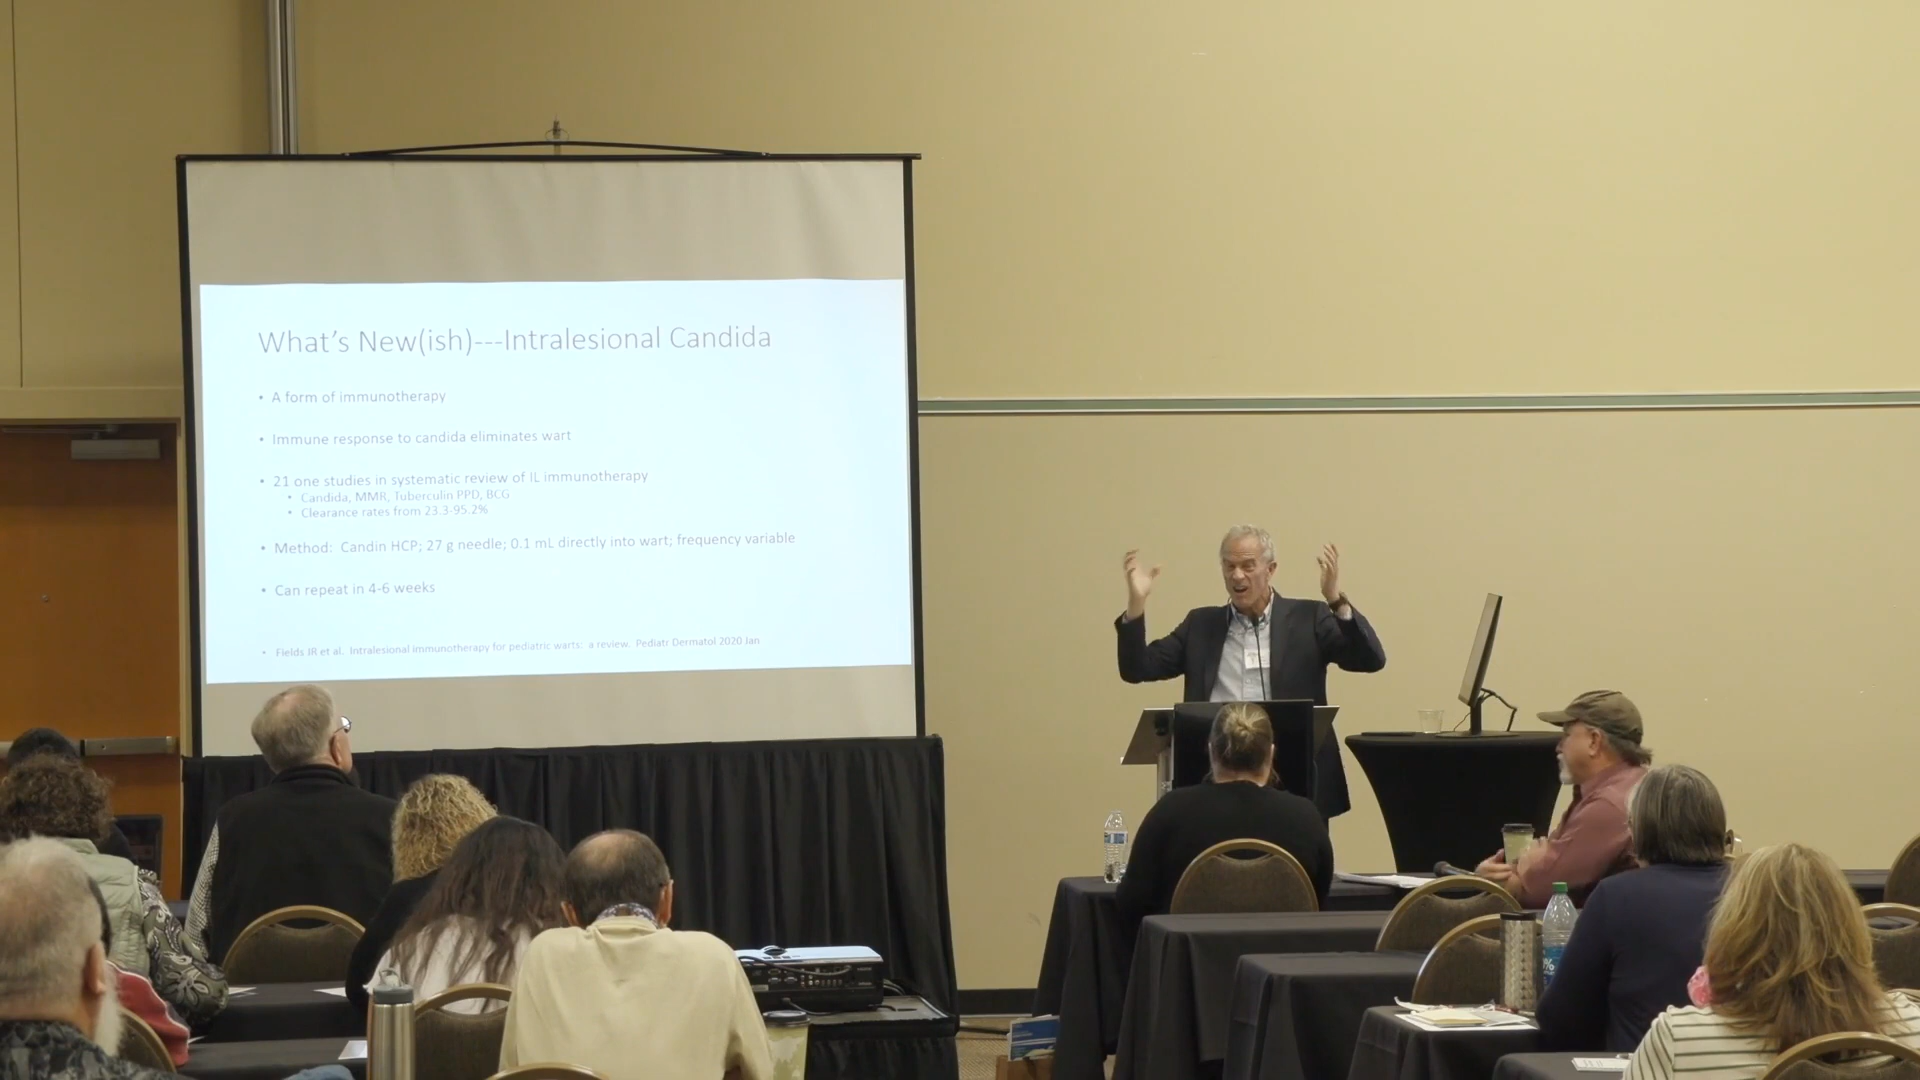 What's New(ish)---Intralesional Candida
• A form of immunotherapy
• Immune response to candida eliminates wart
• 21 one studies in systematic review of IL immunotherapy
• Candida, MMR, Tuberculin PPD, BCG
• Clearance rates from 23.3-95.2%
• Method: Candin HCP; 27 g needle; 0.1 mL directly into wart; frequency variable
• Can repeat in 4-6 weeks
• Fields JR et al. Intralesional immunotherapy for pediatric warts: a review. Pediatr Dermatol 2020 Jan